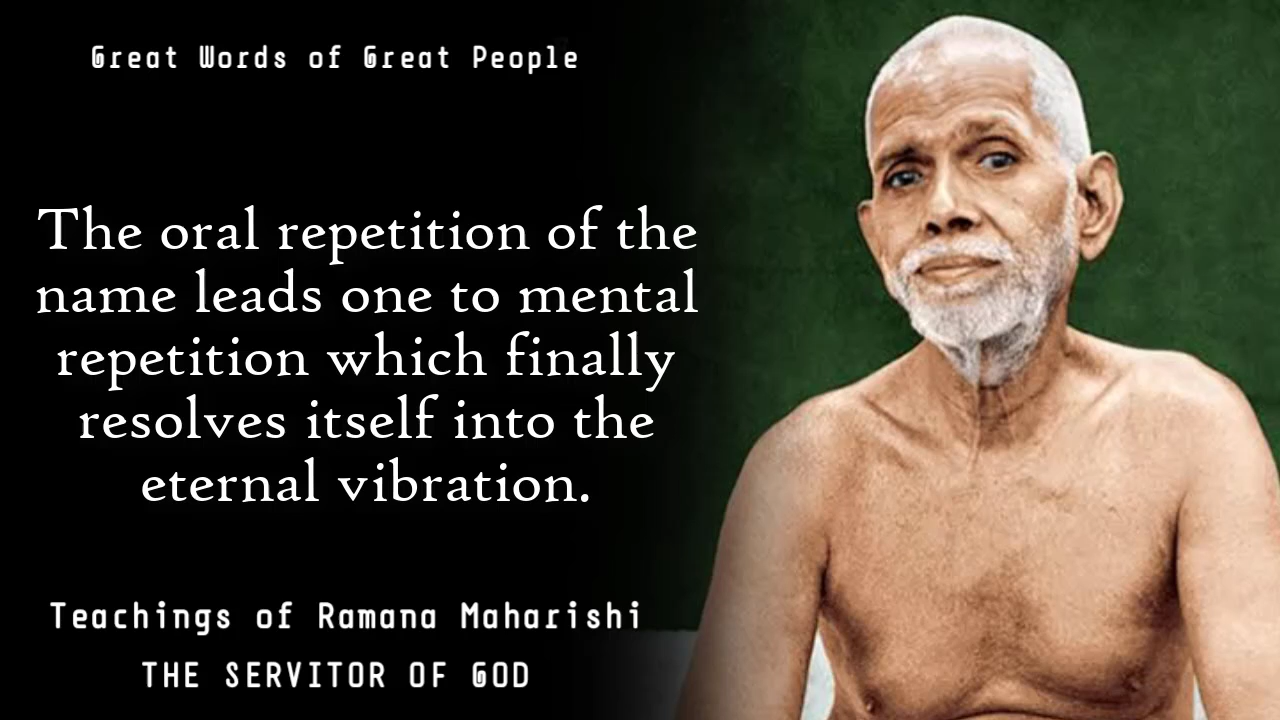 Great Words of Great People
The oral repetition of the
name leads one to mental
repetition which finally
resolves itself into the
eternal vibration.
Teachings of Ramana Maharishi
THE SERVITOR OF GOD